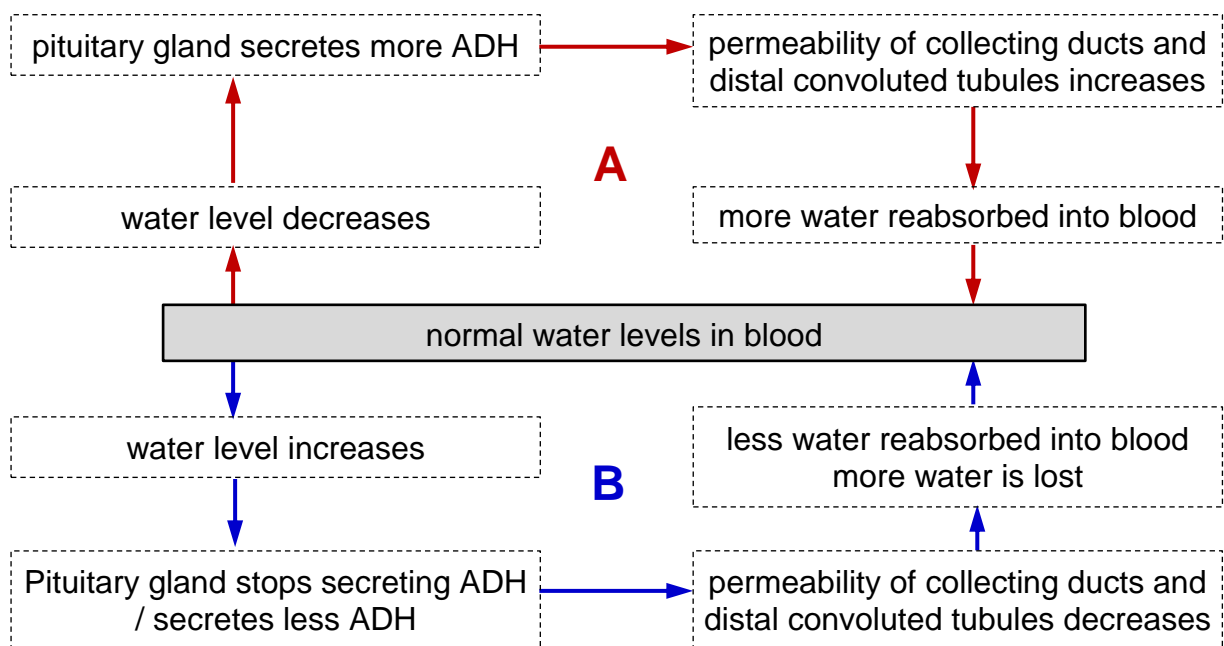 pituitary gland secretes more ADH
permeability of collecting ducts and
distal convoluted tubules increases
A
water level decreases
more water reabsorbed into blood
normal water levels in blood
water level increases
less water reabsorbed into blood
more water is lost
B
Pituitary gland stops secreting ADH
/ secretes less ADH
permeability of collecting ducts and
distal convoluted tubules decreases